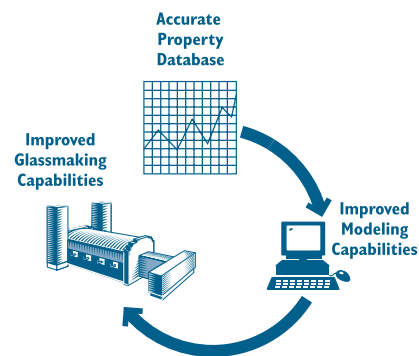 Accurate
Property
Database
Improved
Glassmaking
Capabilities
Improved
Modeling
Capabilities